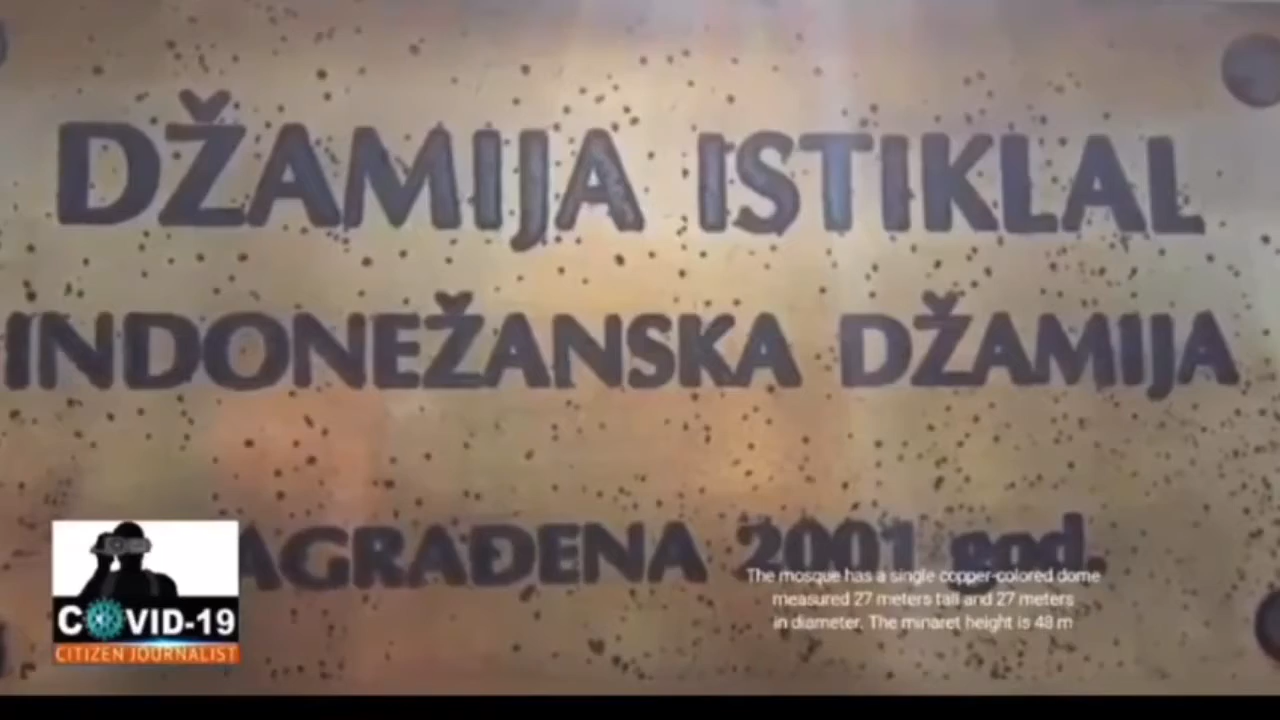 DŽAMIJA ISTIKLAL
INDONEŽANSKA DŽAMIJA
AGRAĐENA 2001 god.
The mosque has a single copper-colored dome
measured 27 meters tall and 27 meters
in diameter. The minaret height is 48 m
COVID-19
CITIZEN JOURNALIST